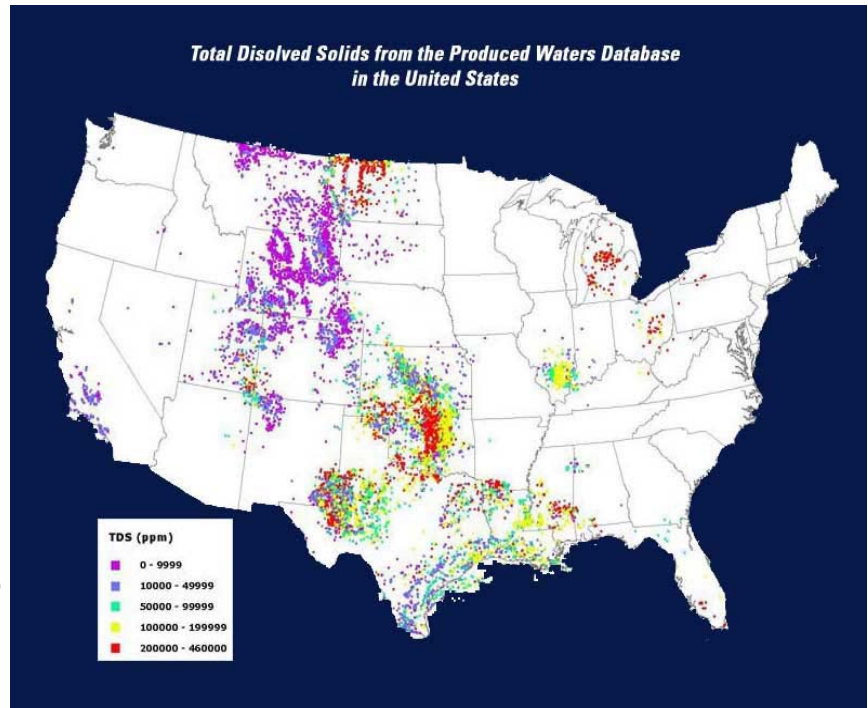 Total Disolved Solids from the Produced Waters Database
in the United States
TDS (ppm)
0 - 9999
10000 - 49999
50000 - 99999
100000 - 199999
200000 - 460000